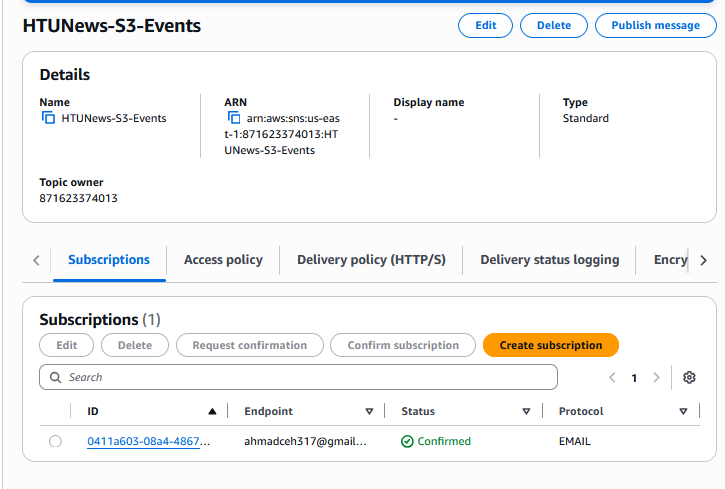 HTUNews-S3-Events
Edit
Delete
Publish message
Details
Name
HTUNews-S3-Events
ARN
arn:aws:sns:us-eas
t-1:871623374013:HT
UNews-S3-Events
Display name
-
Type
Standard
Topic owner
871623374013
Subscriptions
Access policy
Delivery policy (HTTP/S)
Delivery status logging
Encry
Subscriptions (1)
Edit
Delete
Request confirmation
Confirm subscription
Create subscription
Search
1
ID
Endpoint
Status
Protocol
0411a603-08a4-4867...
ahmadceh317@gmail...
Confirmed
EMAIL